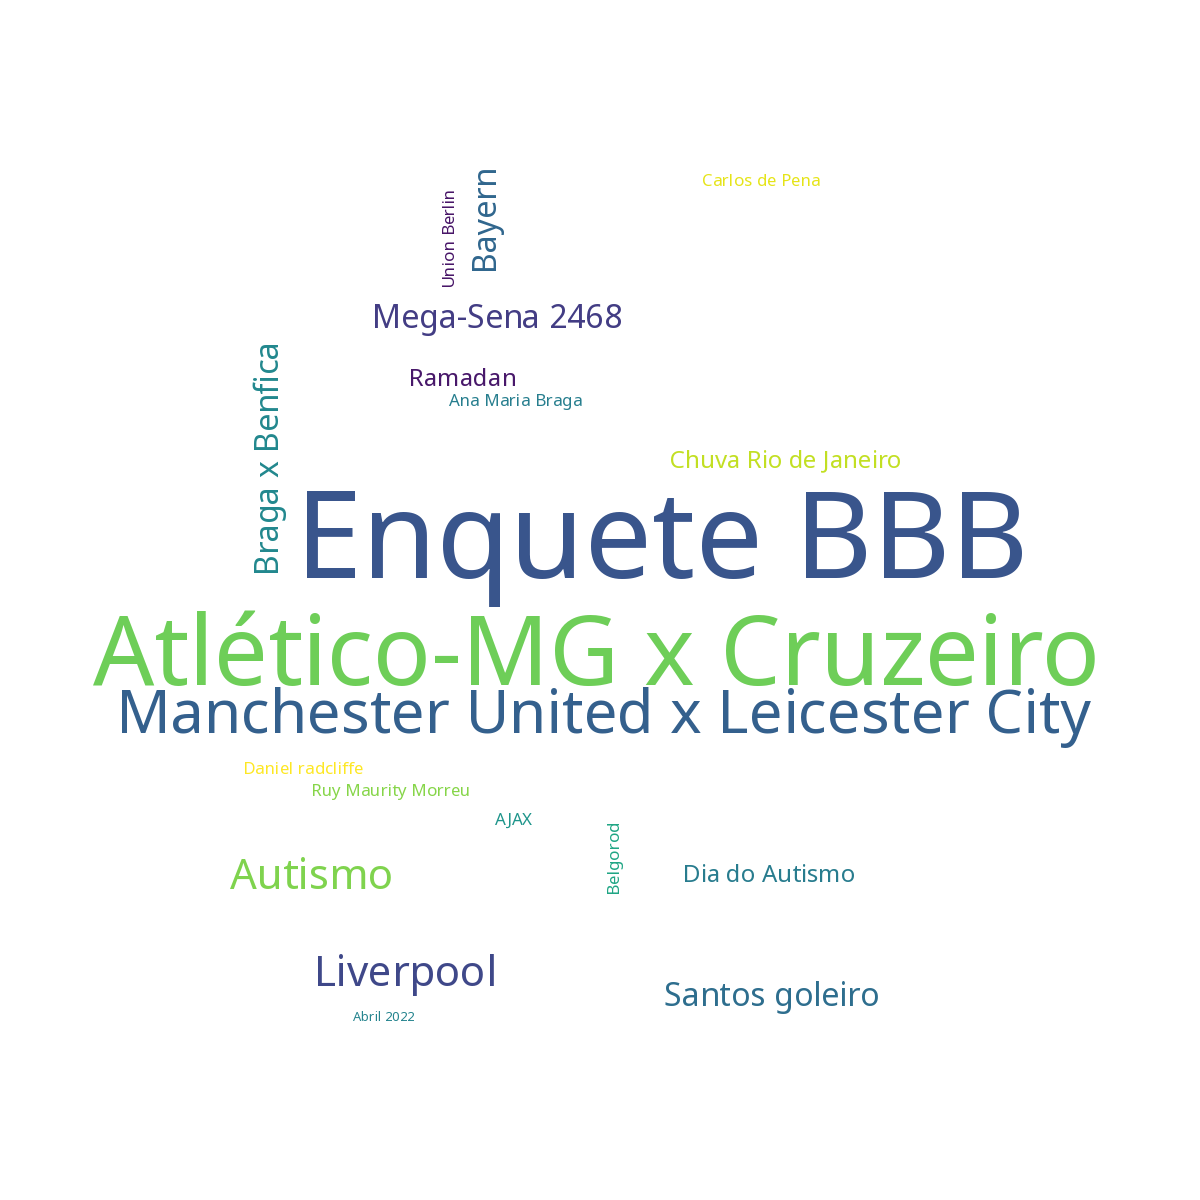 Carlos de Pena
Bayern
Union Berlin
Mega-Sena 2468
Braga x Benfica
Ramadan
Ana Maria Braga
Chuva Rio de Janeiro
Enquete BBB
Atlético-MG x Cruzeiro
Manchester United x Leicester City
Daniel radcliffe
Ruy Maurity Morreu
AJAX
Belgorod
Autismo
Dia do Autismo
Liverpool
Santos goleiro
Abril 2022